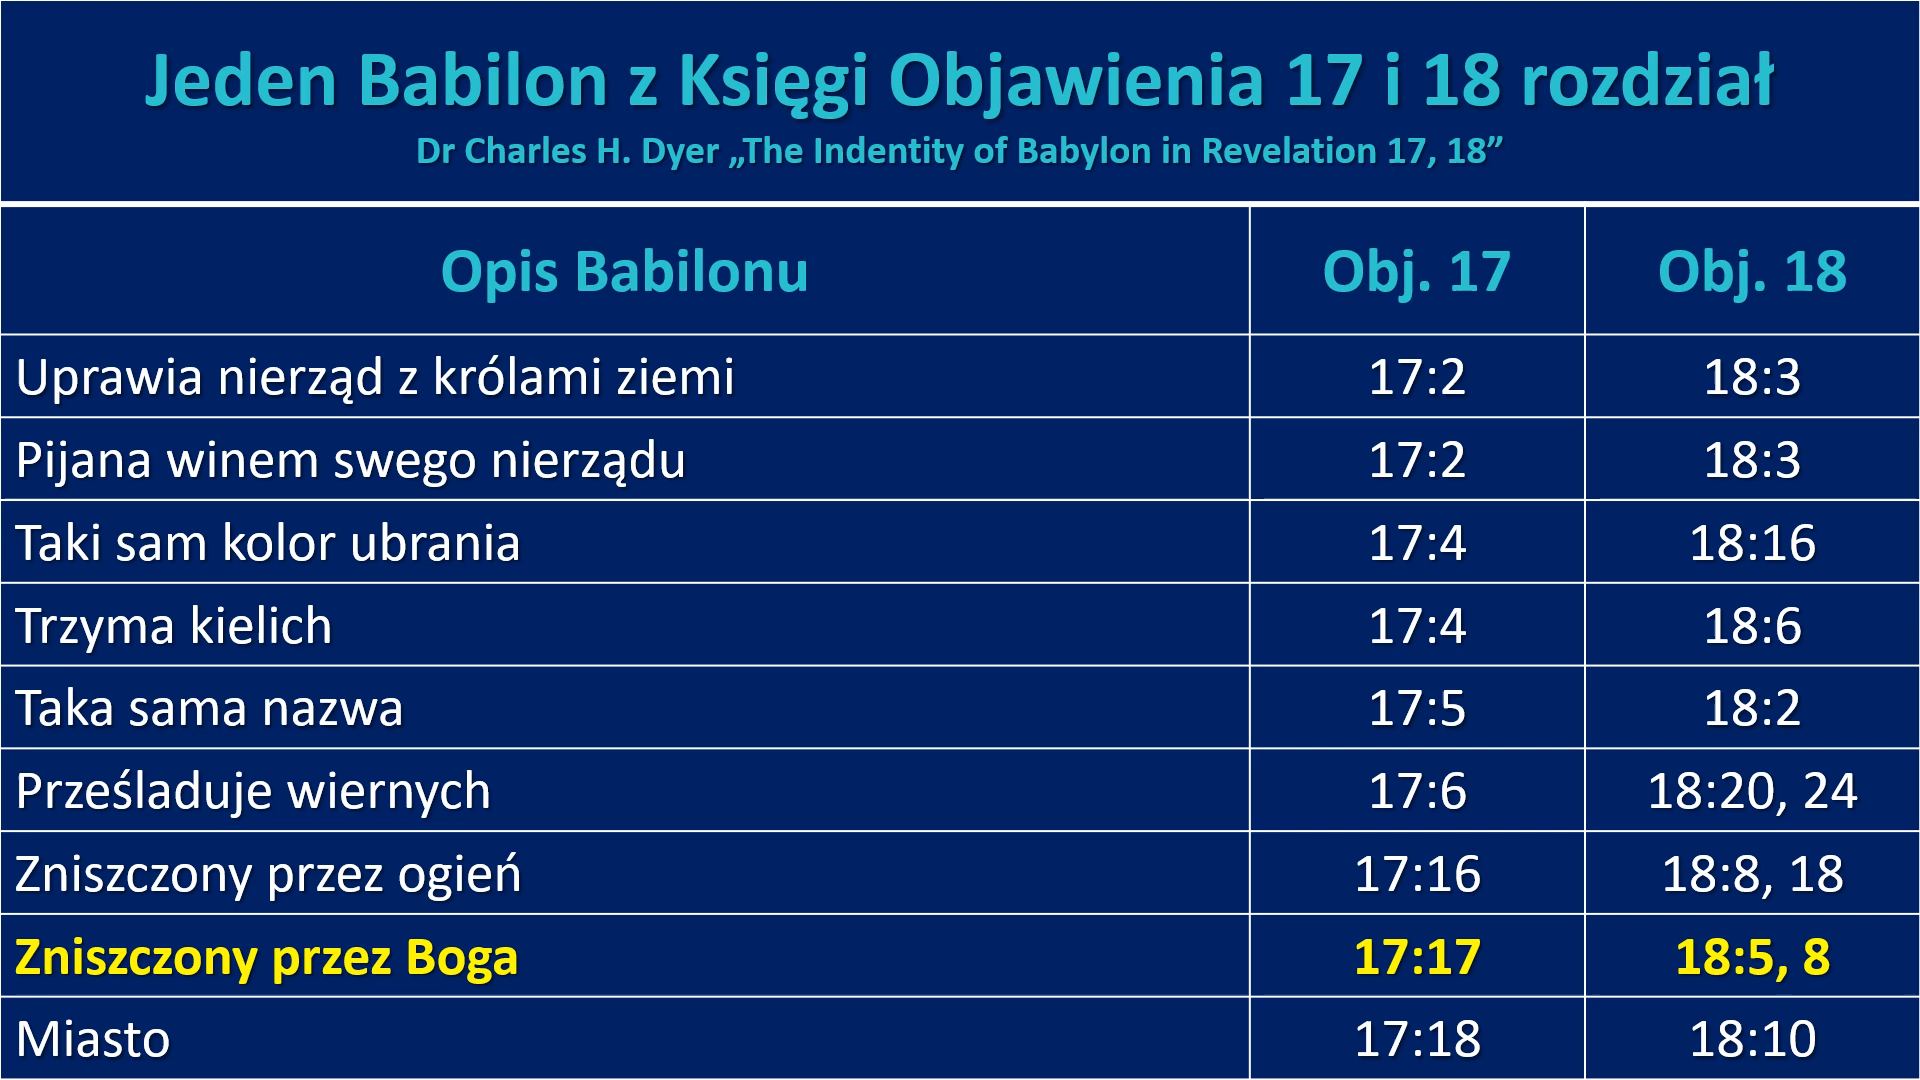 Jeden Babilon z Księgi Objawienia 17 i 18 rozdział
Dr Charles H. Dyer „The Indentity of Babylon in Revelation 17, 18”
Opis Babilonu Obj. 17 Obj. 18
Uprawia nierząd z królami ziemi 17:2 18:3
Pijana winem swego nierządu 17:2 18:3
Taki sam kolor ubrania 17:4 18:16
Trzyma kielich 17:4 18:6
Taka sama nazwa 17:5 18:2
Prześladuje wiernych 17:6 18:20, 24
Zniszczony przez ogień 17:16 18:8, 18
Zniszczony przez Boga 17:17 18:5, 8
Miasto 17:18 18:10